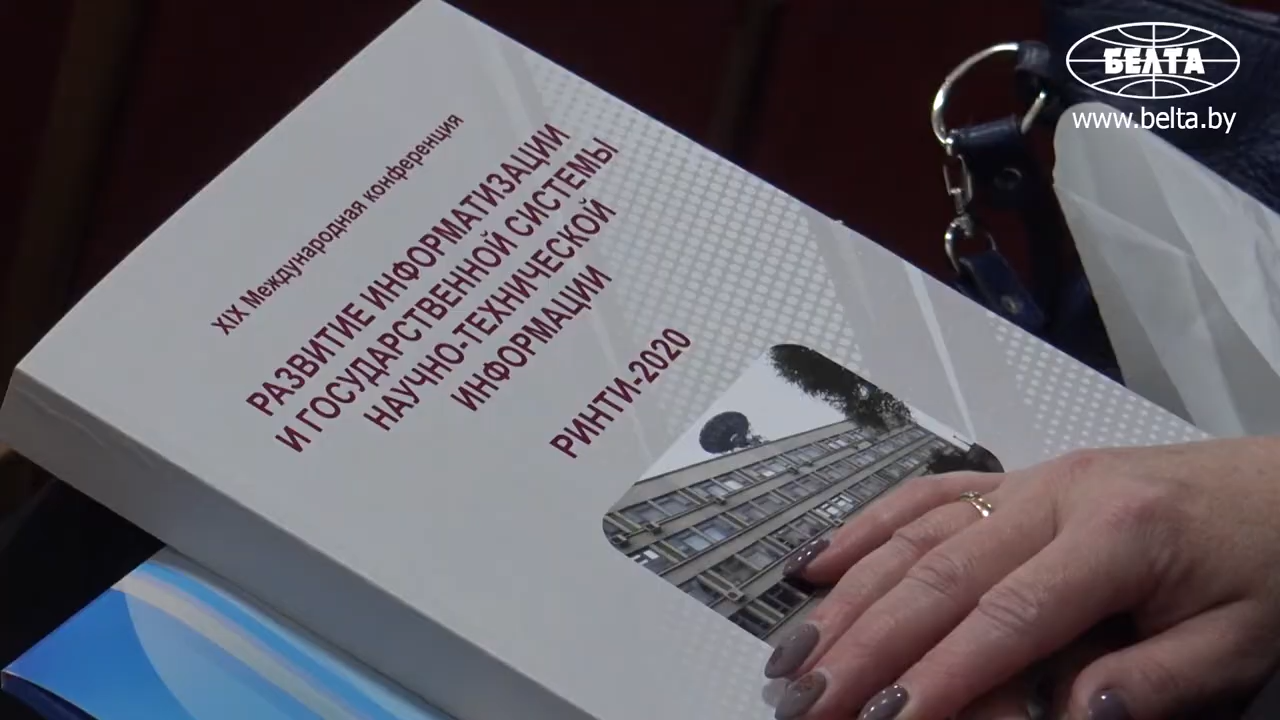 БЕЛТА
www.belta.by
XIX Международная конференция
РАЗВИТИЕ ИНФОРМАТИЗАЦИИ
И ГОСУДАРСТВЕННОЙ СИСТЕМЫ
НАУЧНО-ТЕХНИЧЕСКОЙ
ИНФОРМАЦИИ
РИНТИ-2020